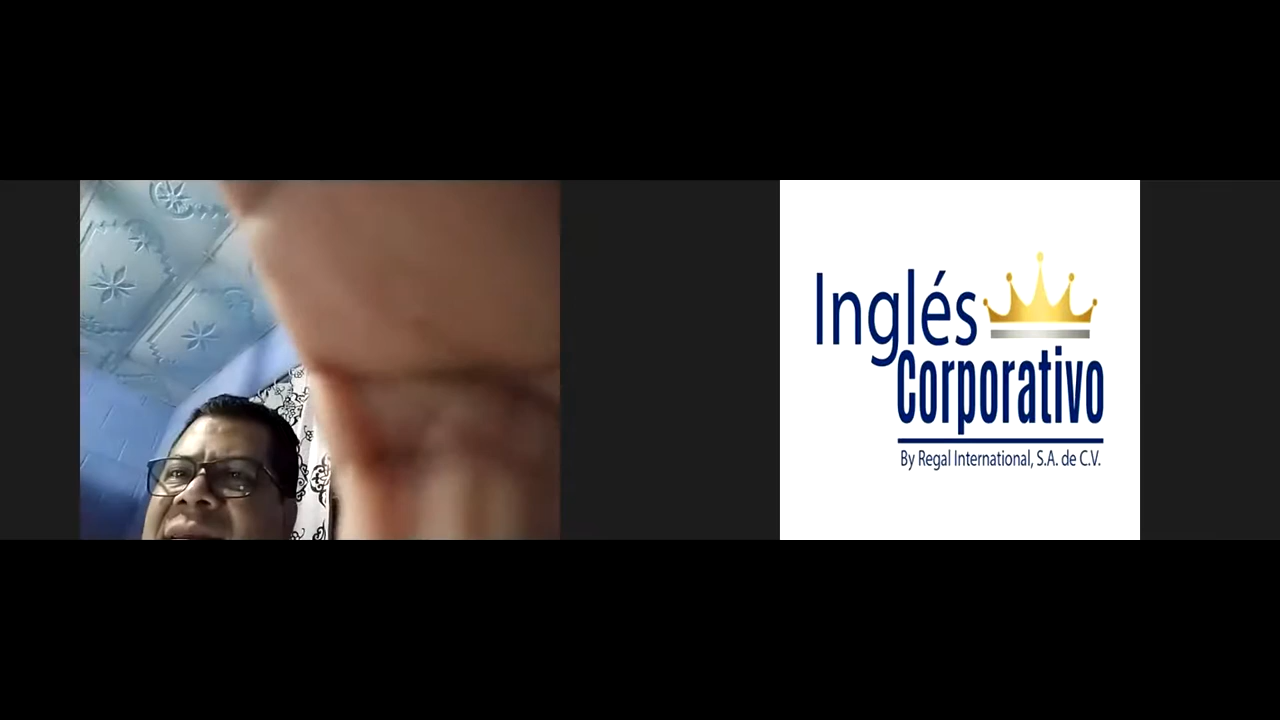 Inglés
Corporativo
By Regal International, S.A. de C.V.